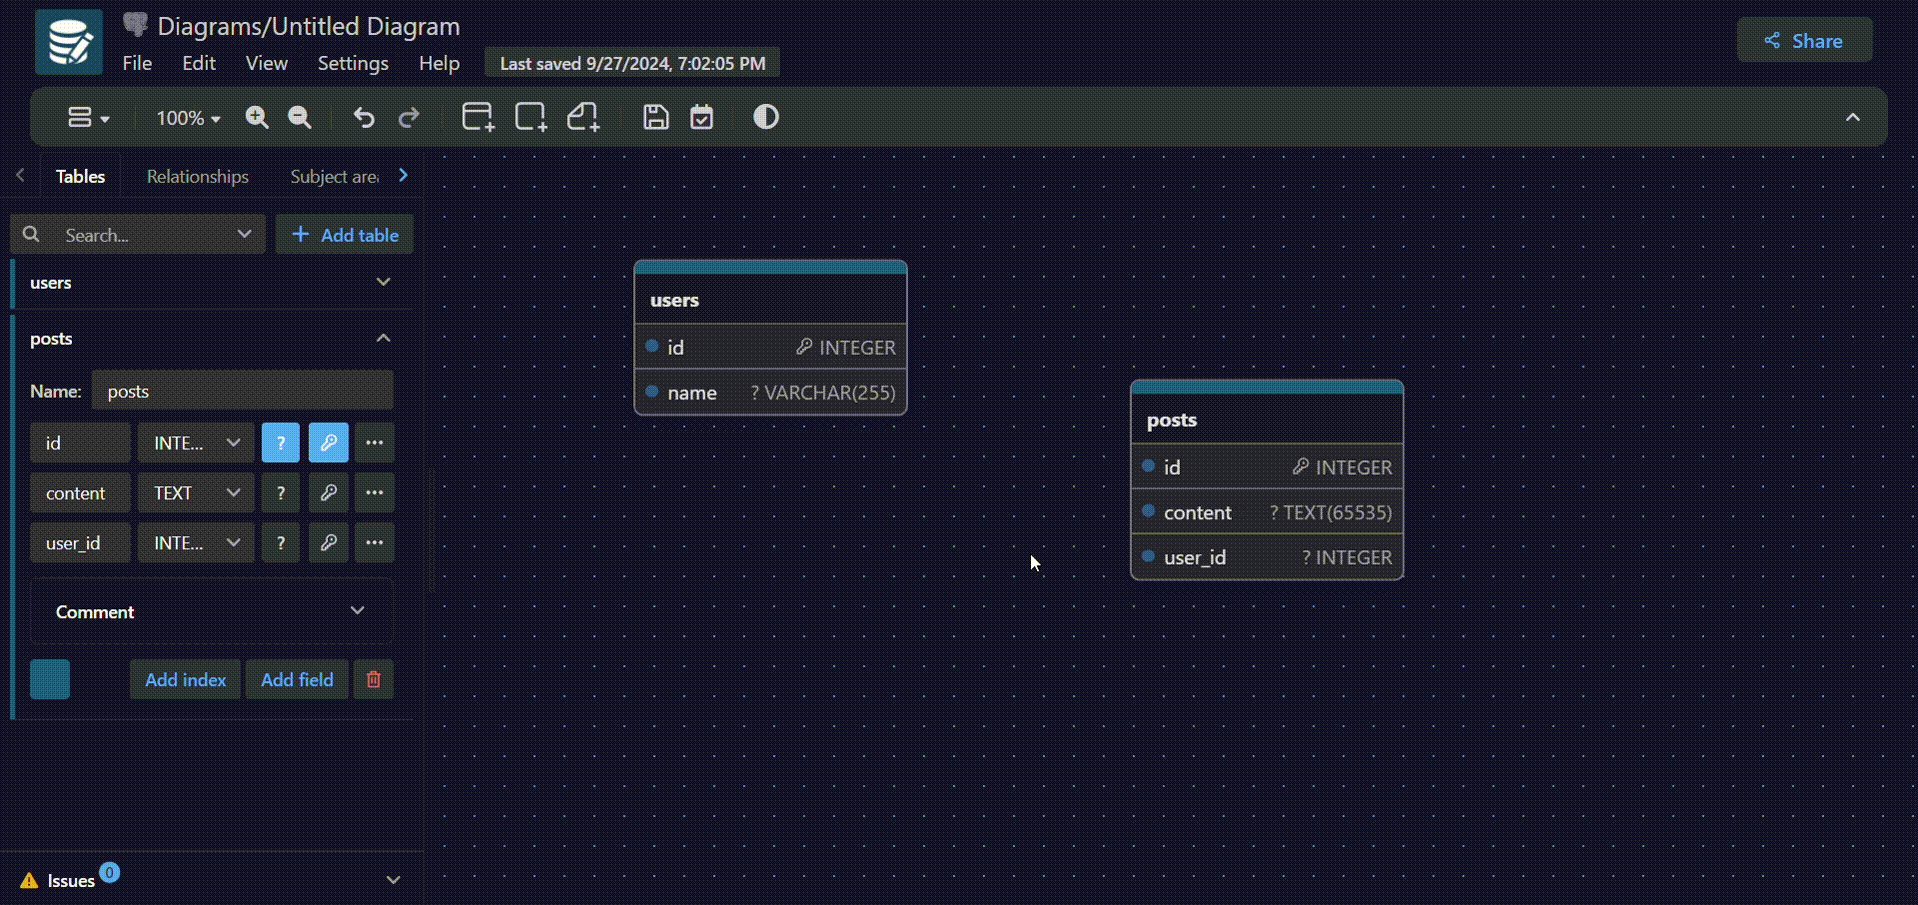 Diagrams/Untitled Diagram
File Edit View Settings Help Last saved 9/27/2024, 7:02:05 PM
Share
100%
Tables Relationships Subject are
Search... + Add table
users
posts
Name: posts
id INTE... ? ...
content TEXT ? ...
user_id INTE... ? ...
Comment
Add index Add field
Issues 0
users
id INTEGER
name ? VARCHAR(255)
posts
id INTEGER
content ? TEXT(65535)
user_id ? INTEGER